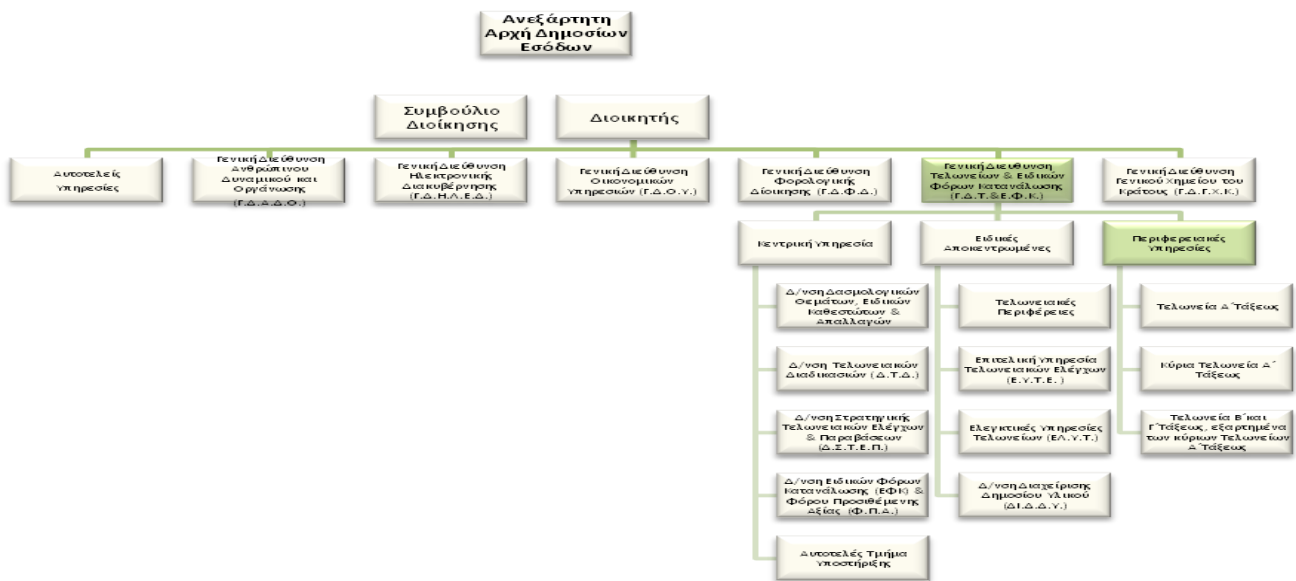 Ανεξάρτητη
Αρχή Δημοσίων
Εσόδων
Συμβούλιο
Διοίκησης
Διοικητής
Αυτοτελείς
Υπηρεσίες
Γενική Διεύθυνση
Ανθρώπινου
Δυναμικού και
Οργάνωσης
(Γ.Δ.Α.Δ.Ο.)
Γενική Διεύθυνση
Ηλεκτρονικής
Διακυβέρνησης
(Γ.Δ.Η.Λ.Ε.Δ.)
Γενική Διεύθυνση
Οικονομικών
Υπηρεσιών (Γ.Δ.Ο.Υ.)
Γενική Διεύθυνση
Φορολογικής
Δίοικησης (Γ.Δ.Φ.Δ.)
Γενική Διευθυνση
Τελωνείων & Ειδικών
Φόρων Κατανάλωσης
(Γ.Δ.Τ.&Ε.Φ.Κ.)
Γενική Διεύθυνση
Γενικού Χημείου του
Κράτους (Γ.Δ.Γ.Χ.Κ.)
Κεντρική Υπηρεσία
Ειδικές
Αποκεντρωμένες
Περιφερειακές
Υπηρεσίες
Δ/νση Δασμολογικών
Θεμάτων, Ειδικών
Καθεστώτων &
Απαλλαγών
Τελωνειακές
Περιφέρειες
Τελωνεία Α΄Τάξεως
Δ/νση Τελωνειακών
Διαδικασιών (Δ.Τ.Δ.)
Επιτελική Υπηρεσία
Τελωνειακών Ελέγχων
(Ε.Υ.Τ.Ε. )
Κύρια Τελωνεία Α΄
Τάξεως
Δ/νση Στρατηγικής
Τελωνειακών Ελέγχων
& Παραβάσεων
(Δ.Σ.Τ.Ε.Π.)
Ελεγκτικές Υπηρεσίες
Τελωνείων (ΕΛ.Υ.Τ.)
Τελωνεία Β΄και
Γ΄Τάξεως, εξαρτημένα
των κύριων Τελωνείων
Α΄Τάξεως
Δ/νση Ειδικών Φόρων
Κατανάλωσης (ΕΦΚ) &
Φόρου Προσιθέμενης
Αξίας (Φ.Π.Α.)
Δ/νση Διαχείρισης
Δημοσίου Υλικού
(ΔΙ.Δ.Δ.Υ.)
Αυτοτελές Τμήμα
Υποστήριξης